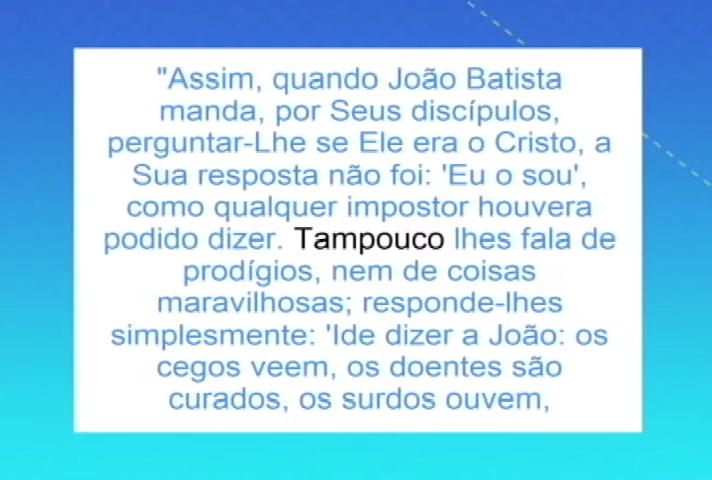 "Assim, quando João Batista
manda, por Seus discípulos,
perguntar-Lhe se Ele era o Cristo, a
Sua resposta não foi: 'Eu o sou',
como qualquer impostor houvera
podido dizer. Tampouco lhes fala de
prodígios, nem de coisas
maravilhosas; responde-lhes
simplesmente: 'Ide dizer a João: os
cegos veem, os doentes são
curados, os surdos ouvem,